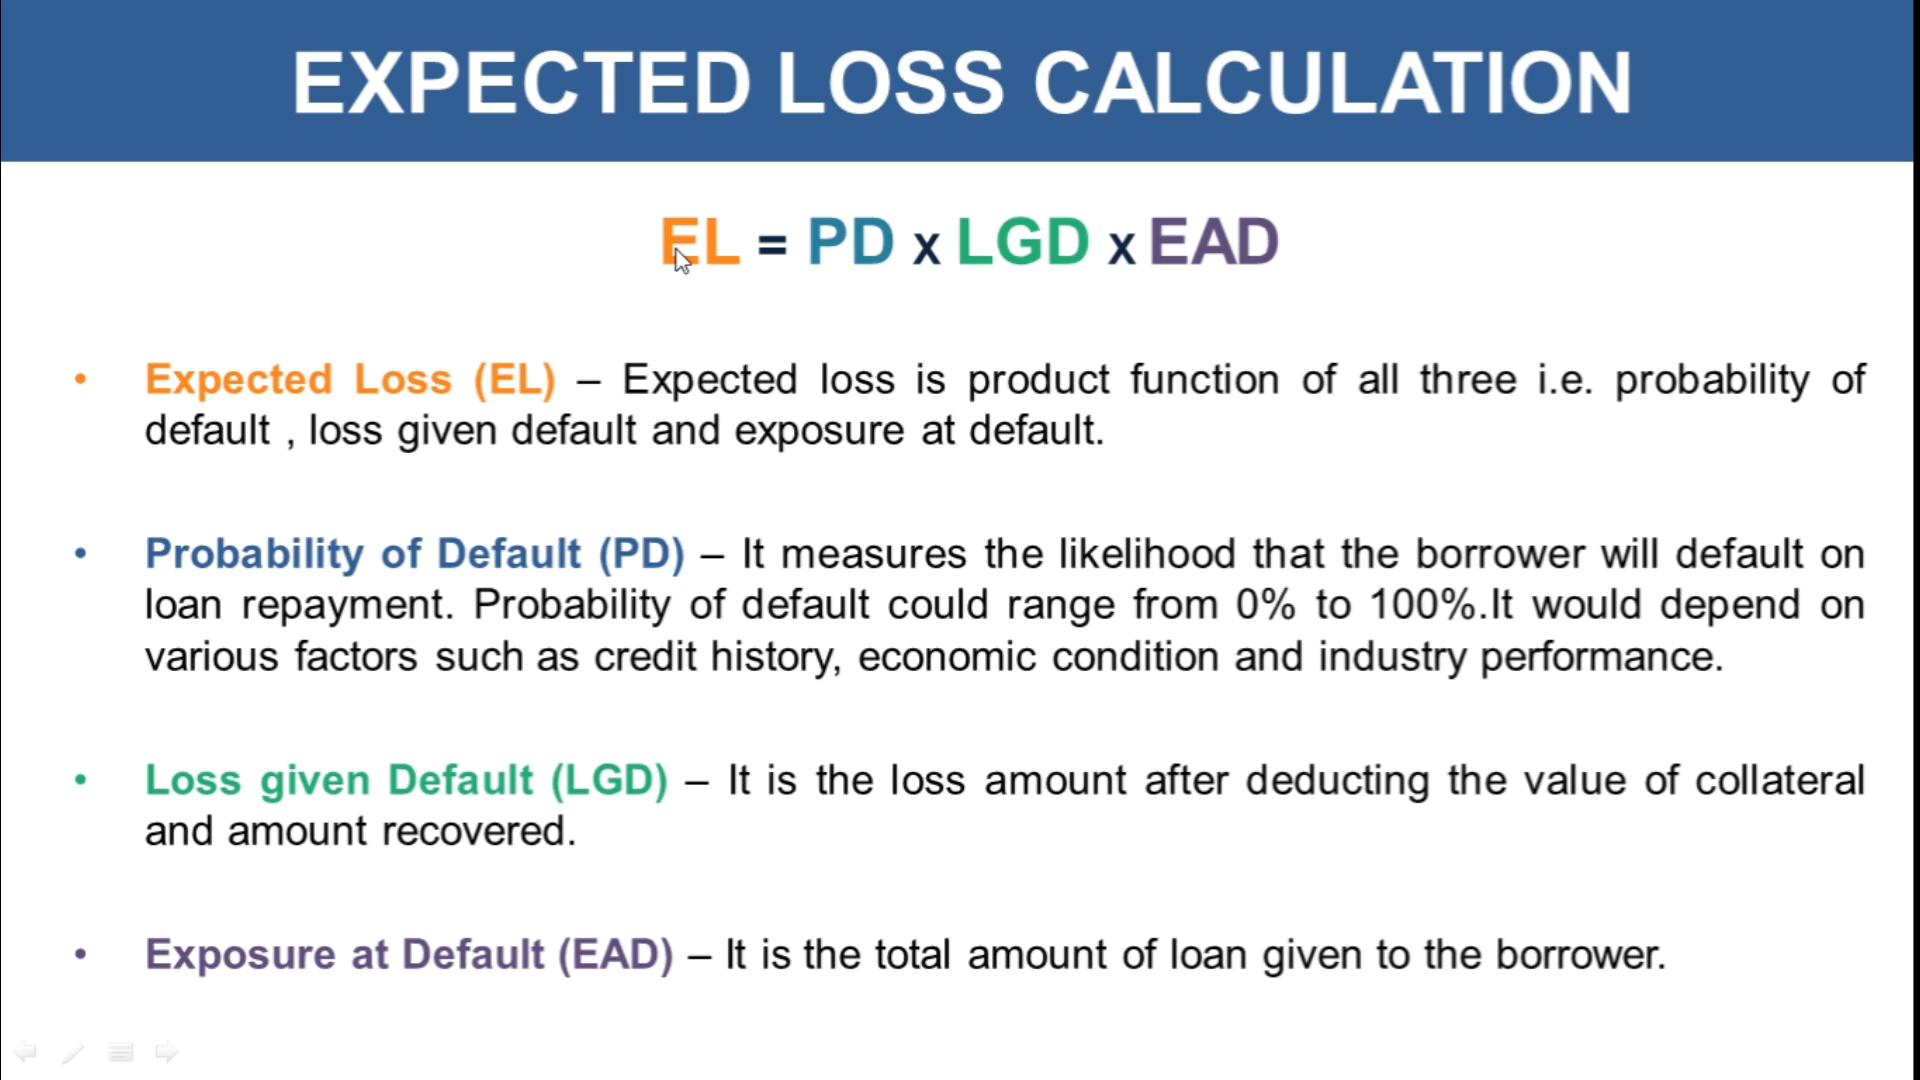 EXPECTED LOSS CALCULATION
EL = PD x LGD x EAD
• Expected Loss (EL) – Expected loss is product function of all three i.e. probability of
default , loss given default and exposure at default.
• Probability of Default (PD) – It measures the likelihood that the borrower will default on
loan repayment. Probability of default could range from 0% to 100%.It would depend on
various factors such as credit history, economic condition and industry performance.
• Loss given Default (LGD) – It is the loss amount after deducting the value of collateral
and amount recovered.
• Exposure at Default (EAD) – It is the total amount of loan given to the borrower.